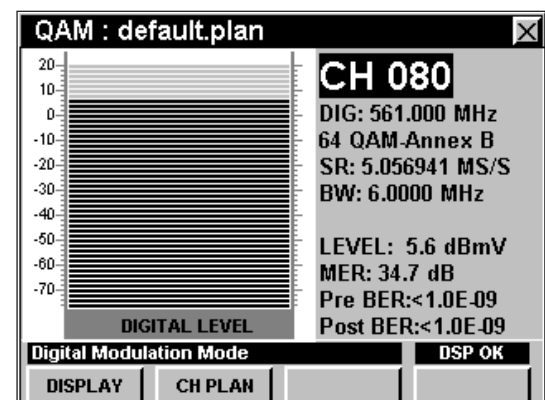 QAM : default.plan
20
10
0
-10
-20
-30
-40
-50
-60
-70
DIGITAL LEVEL
CH 080
DIG: 561.000 MHz
64 QAM-Annex B
SR: 5.056941 MS/S
BW: 6.0000 MHz
LEVEL: 5.6 dBmV
MER: 34.7 dB
Pre BER:<1.0E-09
Post BER:<1.0E-09
Digital Modulation Mode
DSP OK
DISPLAY
CH PLAN